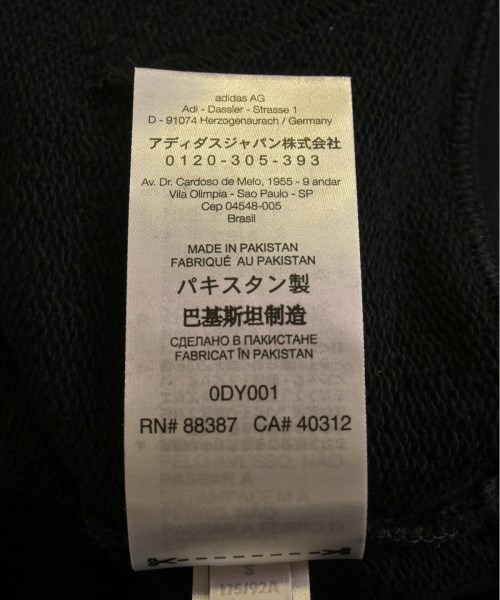 adidas AG
Adi - Dassler - Strasse 1
D - 91074 Herzogenaurach / Germany
アディダスジャパン株式会社
0120-305-393
Av. Dr. Cardoso de Melo, 1955 - 9 andar
Vila Olimpia - Sao Paulo - SP
Cep 04548-005
Brasil
MADE IN PAKISTAN
FABRIQUÉ AU PAKISTAN
パキスタン製
巴基斯坦制造
СДЕЛАНО В ПАКИСТАНЕ
FABRICAT ÎN PAKISTAN
0DY001
RN# 88387 CA# 40312
S
175/92A